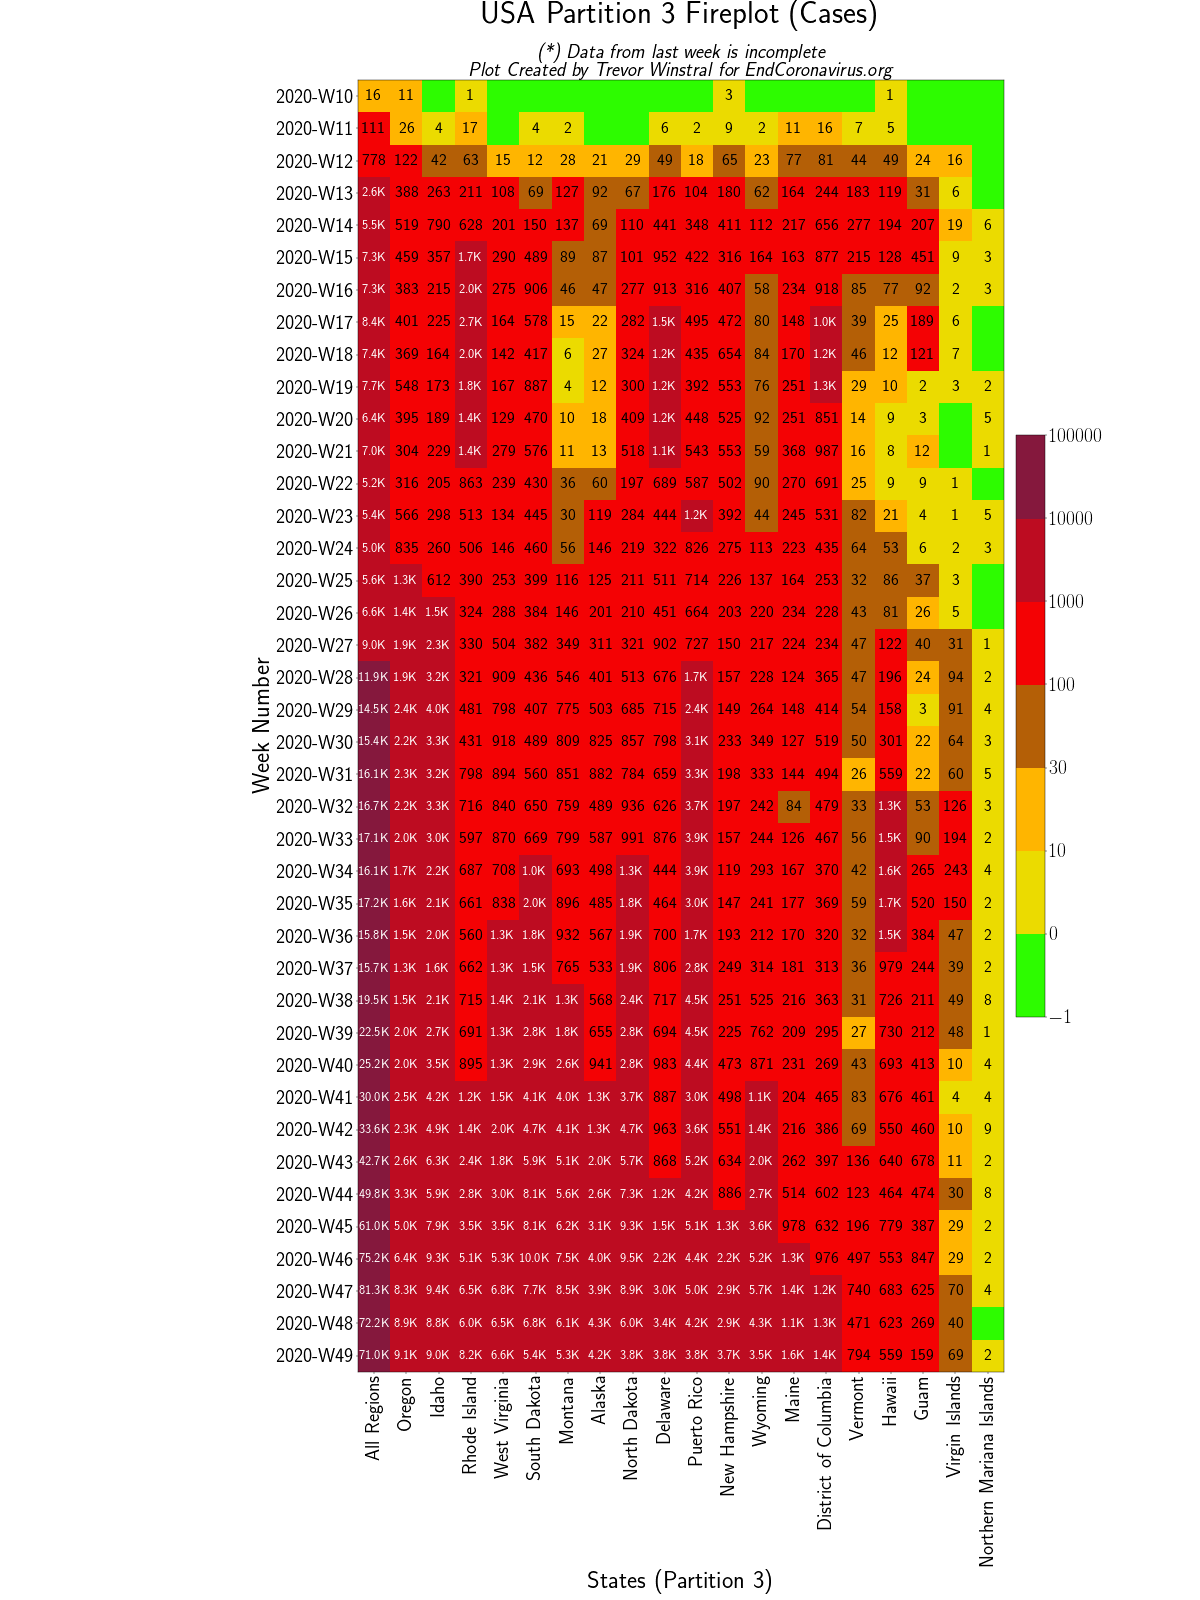 USA Partition 3 Fireplot (Cases)
(*) Data from last week is incomplete
Plot Created by Trevor Winstral for EndCoronavirus.org
2020-W10 16 11 1 3 1
2020-W11 111 26 4 17 4 2 6 2 9 2 11 16 7 5
2020-W12 778 122 42 63 15 12 28 21 29 49 18 65 23 77 81 44 49 24 16
2020-W13 2.6K 388 263 211 108 69 127 92 67 176 104 180 62 164 244 183 119 31 6
2020-W14 5.5K 519 790 628 201 150 137 69 110 441 348 411 112 217 656 277 194 207 19 6
2020-W15 7.3K 459 357 1.7K 290 489 89 87 101 952 422 316 164 163 877 215 128 451 9 3
2020-W16 7.3K 383 215 2.0K 275 906 46 47 277 913 316 407 58 234 918 85 77 92 2 3
2020-W17 8.4K 401 225 2.7K 164 578 15 22 282 1.5K 495 472 80 148 1.0K 39 25 189 6
2020-W18 7.4K 369 164 2.0K 142 417 6 27 324 1.2K 435 654 84 170 1.2K 46 12 121 7
2020-W19 7.7K 548 173 1.8K 167 887 4 12 300 1.2K 392 553 76 251 1.3K 29 10 2 3 2
2020-W20 6.4K 395 189 1.4K 129 470 10 18 409 1.2K 448 525 92 251 851 14 9 3 5
2020-W21 7.0K 304 229 1.4K 279 576 11 13 518 1.1K 543 553 59 368 987 16 8 12 1
2020-W22 5.2K 316 205 863 239 430 36 60 197 689 587 502 90 270 691 25 9 9 1
2020-W23 5.4K 566 298 513 134 445 30 119 284 444 1.2K 392 44 245 531 82 21 4 1 5
2020-W24 5.0K 835 260 506 146 460 56 146 219 322 826 275 113 223 435 64 53 6 2 3
2020-W25 5.6K 1.3K 612 390 253 399 116 125 211 511 714 226 137 164 253 32 86 37 3
2020-W26 6.6K 1.4K 1.5K 324 288 384 146 201 210 451 664 203 220 234 228 43 81 26 5
2020-W27 9.0K 1.9K 2.3K 330 504 382 349 311 321 902 727 150 217 224 234 47 122 40 31 1
2020-W28 11.9K 1.9K 3.2K 321 909 436 546 401 513 676 1.7K 157 228 124 365 47 196 24 94 2
2020-W29 14.5K 2.4K 4.0K 481 798 407 775 503 685 715 2.4K 149 264 148 414 54 158 3 91 4
2020-W30 15.4K 2.2K 3.3K 431 918 489 809 825 857 798 3.1K 233 349 127 519 50 301 22 64 3
2020-W31 16.1K 2.3K 3.2K 798 894 560 851 882 784 659 3.3K 198 333 144 494 26 559 22 60 5
2020-W32 16.7K 2.2K 3.3K 716 840 650 759 489 936 626 3.7K 197 242 84 479 33 1.3K 53 126 3
2020-W33 17.1K 2.0K 3.0K 597 870 669 799 587 991 876 3.9K 157 244 126 467 56 1.5K 90 194 2
2020-W34 16.1K 1.7K 2.2K 687 708 1.0K 693 498 1.3K 444 3.9K 119 293 167 370 42 1.6K 265 243 4
2020-W35 17.2K 1.6K 2.1K 661 838 2.0K 896 485 1.8K 464 3.0K 147 241 177 369 59 1.7K 520 150 2
2020-W36 15.8K 1.5K 2.0K 560 1.3K 1.8K 932 567 1.9K 700 1.7K 193 212 170 320 32 1.5K 384 47 2
2020-W37 15.7K 1.3K 1.6K 662 1.3K 1.5K 765 533 1.9K 806 2.8K 249 314 181 313 36 979 244 39 2
2020-W38 19.5K 1.5K 2.1K 715 1.4K 2.1K 1.3K 568 2.4K 717 4.5K 251 525 216 363 31 726 211 49 8
2020-W39 22.5K 2.0K 2.7K 691 1.3K 2.8K 1.8K 655 2.8K 694 4.5K 225 762 209 295 27 730 212 48 1
2020-W40 25.2K 2.0K 3.5K 895 1.3K 2.9K 2.6K 941 2.8K 983 4.4K 473 871 231 269 43 693 413 10 4
2020-W41 30.0K 2.5K 4.2K 1.2K 1.5K 4.1K 4.0K 1.3K 3.7K 887 3.0K 498 1.1K 204 465 83 676 461 4 4
2020-W42 33.6K 2.3K 4.9K 1.4K 2.0K 4.7K 4.1K 1.3K 4.7K 963 3.6K 551 1.4K 216 386 69 550 460 10 9
2020-W43 42.7K 2.6K 6.3K 2.4K 1.8K 5.9K 5.1K 2.0K 5.7K 868 5.2K 634 2.0K 262 397 136 640 678 11 2
2020-W44 49.8K 3.3K 5.9K 2.8K 3.0K 8.1K 5.6K 2.6K 7.3K 1.2K 4.2K 886 2.7K 514 602 123 464 474 30 8
2020-W45 61.0K 5.0K 7.9K 3.5K 3.5K 8.1K 6.2K 3.1K 9.3K 1.5K 5.1K 1.3K 3.6K 978 632 196 779 387 29 2
2020-W46 75.2K 6.4K 9.3K 5.1K 5.3K 10.0K 7.5K 4.0K 9.5K 2.2K 4.4K 2.2K 5.2K 1.3K 976 497 553 847 29 2
2020-W47 81.3K 8.3K 9.4K 6.5K 6.8K 7.7K 8.5K 3.9K 8.9K 3.0K 5.0K 2.9K 5.7K 1.4K 1.2K 740 683 625 70 4
2020-W48 72.2K 8.9K 8.8K 6.0K 6.5K 6.8K 6.1K 4.3K 6.0K 3.4K 4.2K 2.9K 4.3K 1.1K 1.3K 471 623 269 40
2020-W49 71.0K 9.1K 9.0K 8.2K 6.6K 5.4K 5.3K 4.2K 3.8K 3.8K 3.8K 3.7K 3.5K 1.6K 1.4K 794 559 159 69 2
Week Number
All Regions
Oregon
Idaho
Rhode Island
West Virginia
South Dakota
Montana
Alaska
North Dakota
Delaware
Puerto Rico
New Hampshire
Wyoming
Maine
District of Columbia
Vermont
Hawaii
Guam
Virgin Islands
Northern Mariana Islands
States (Partition 3)
100000
10000
1000
100
30
10
0
−1